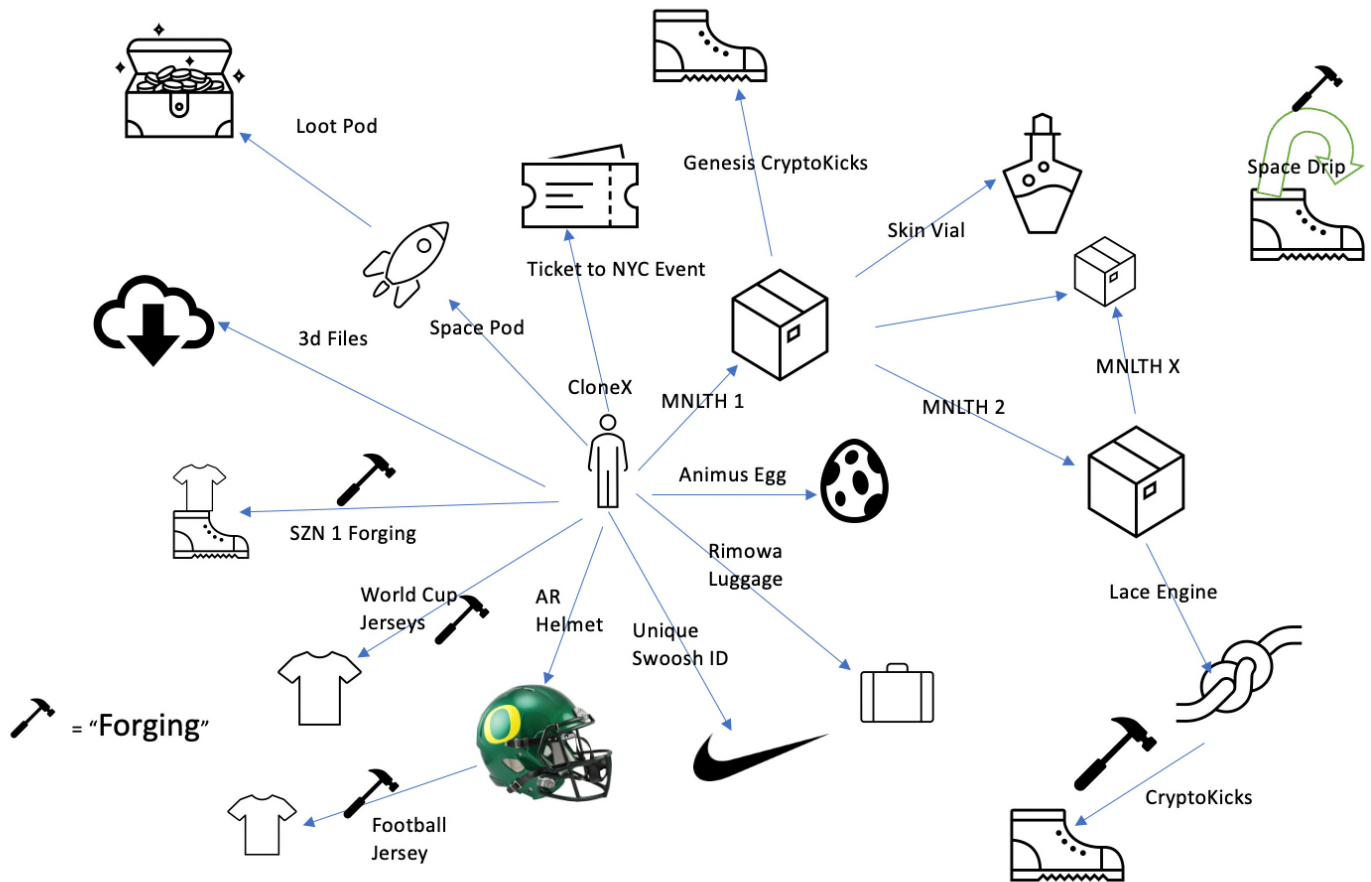 Loot Pod
Genesis CryptoKicks
Space Drip
Skin Vial
Ticket to NYC Event
Space Pod
3d Files
CloneX
MNLTH 1
MNLTH X
MNLTH 2
Animus Egg
SZN 1 Forging
Rimowa
Luggage
World Cup
Jerseys
AR
Helmet
Unique
Swoosh ID
Lace Engine
= “Forging”
O
Football
Jersey
CryptoKicks